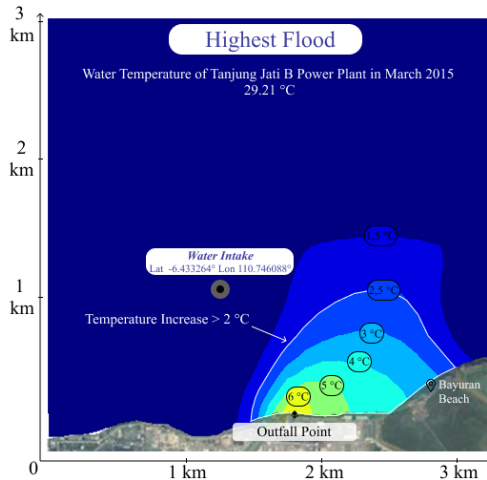 3
km
Highest Flood
Water Temperature of Tanjung Jati B Power Plant in March 2015
29.21 °C
2
km
1.5 °C
Water Intake
Lat -6.433264° Lon 110.746088°
1
km
2.5 °C
Temperature Increase > 2 °C
3 °C
4 °C
5 °C
6 °C
Bayuran
Beach
Outfall Point
0
1 km
2 km
3 km